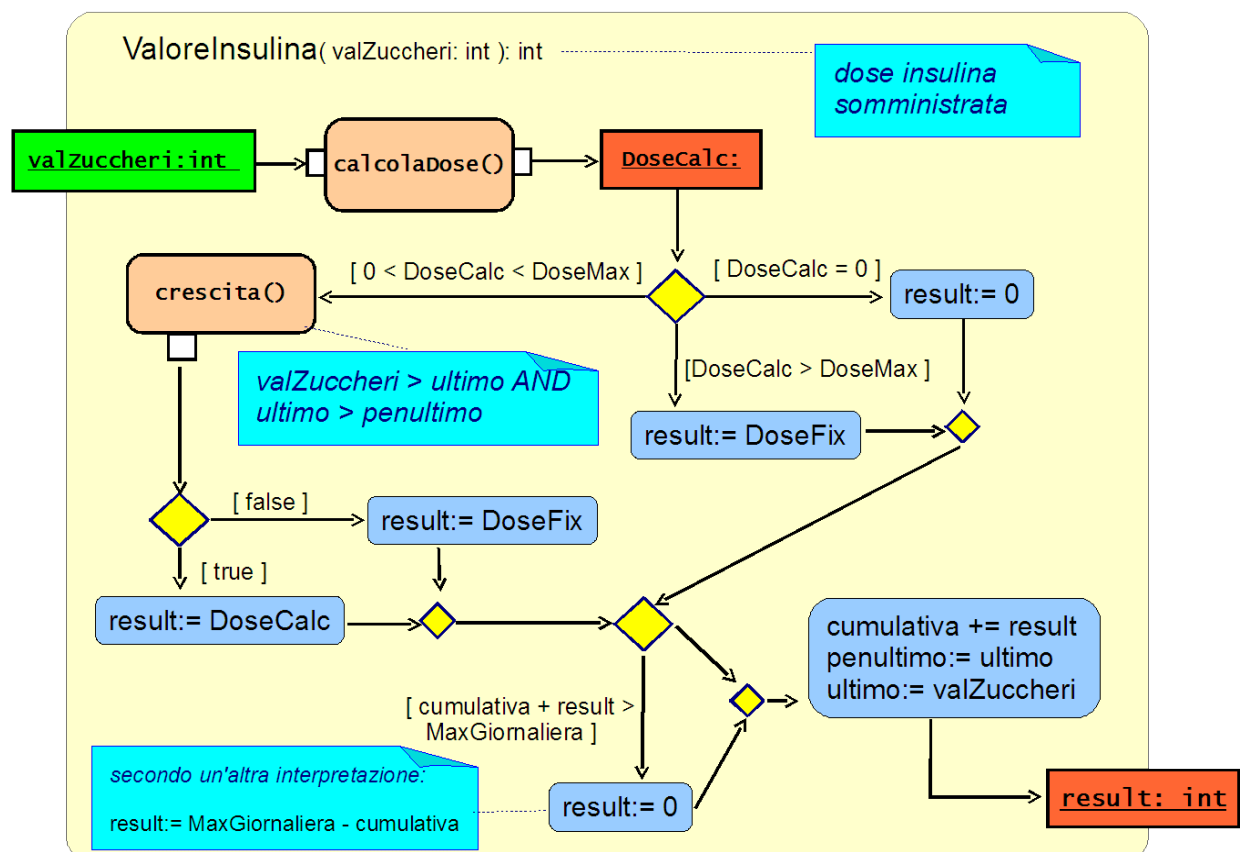 ValoreInsulina( valZuccheri: int ): int
dose insulina
somministrata
valZuccheri:int
calcolaDose()
DoseCalc:
[ 0 < DoseCalc < DoseMax ]
[ DoseCalc = 0 ]
crescita()
result:= 0
valZuccheri > ultimo AND
ultimo > penultimo
[DoseCalc > DoseMax ]
result:= DoseFix
[ false ]
result:= DoseFix
[ true ]
result:= DoseCalc
cumulativa += result
penultimo:= ultimo
ultimo:= valZuccheri
[ cumulativa + result >
MaxGiornaliera ]
secondo un'altra interpretazione:
result:= MaxGiornaliera - cumulativa
result:= 0
result: int